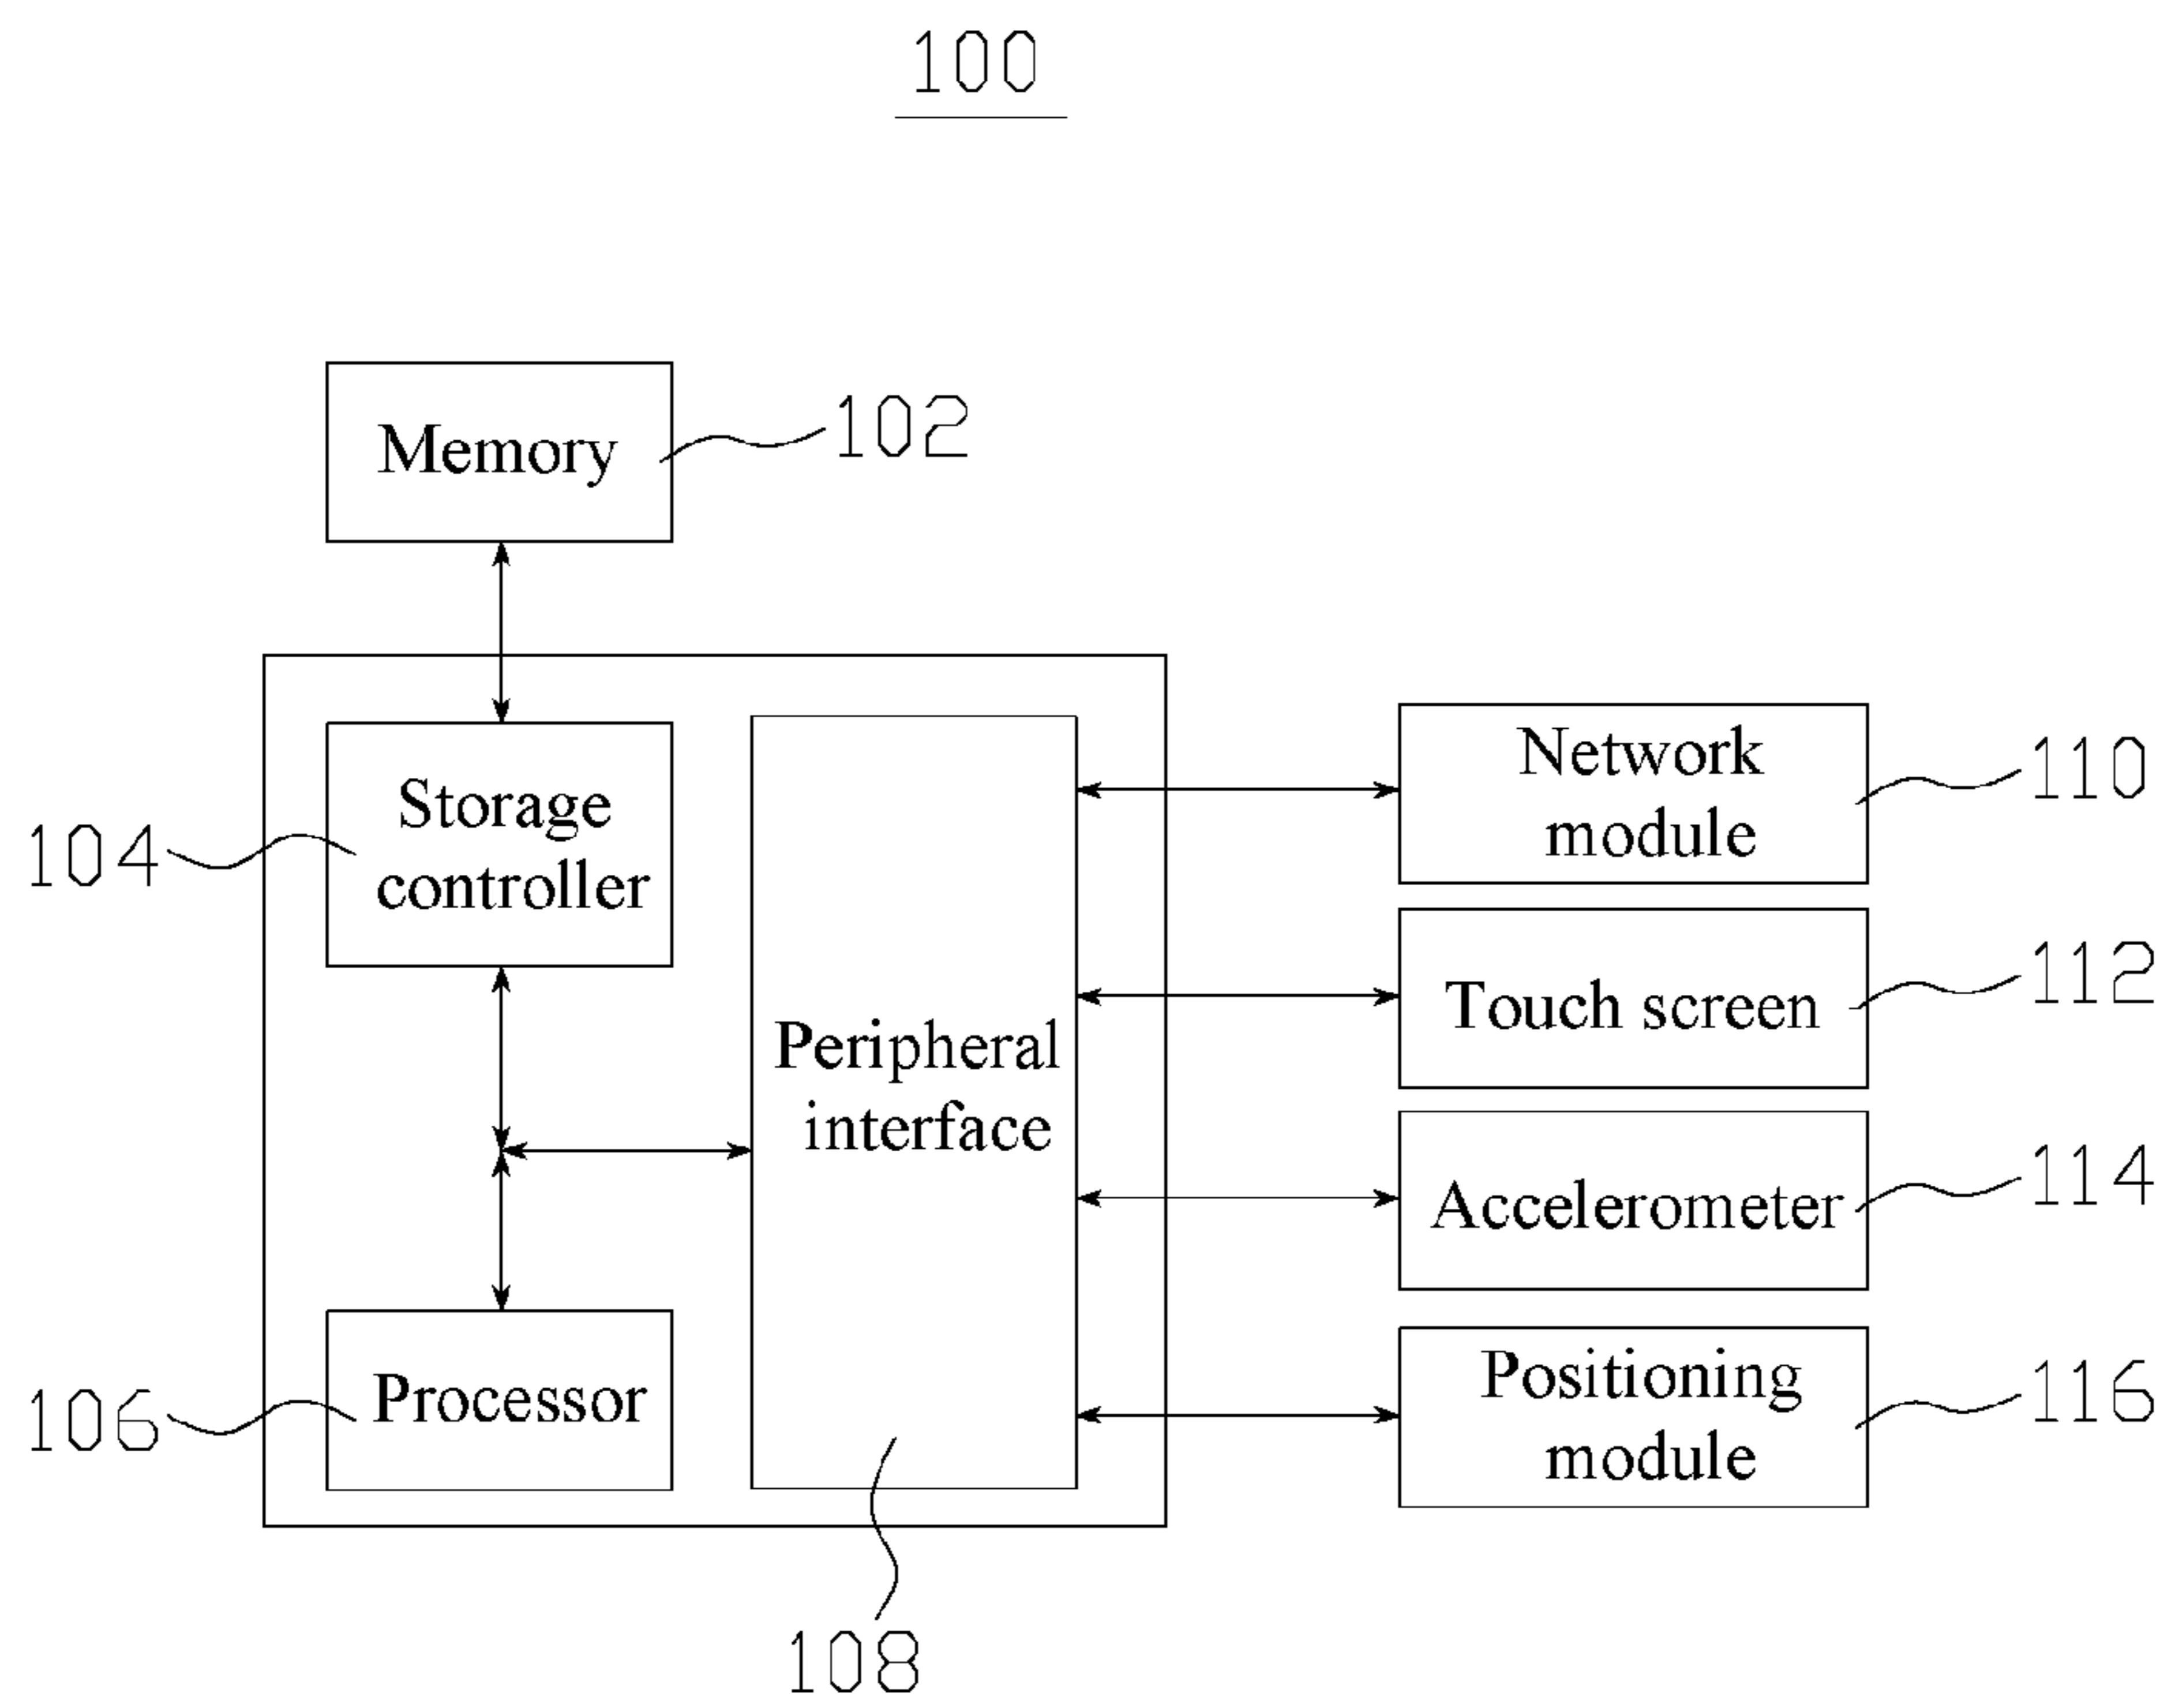 100
Memory
102
Storage
controller
104
Processor
106
Peripheral
interface
108
Network
module
110
Touch screen
112
Accelerometer
114
Positioning
module
116